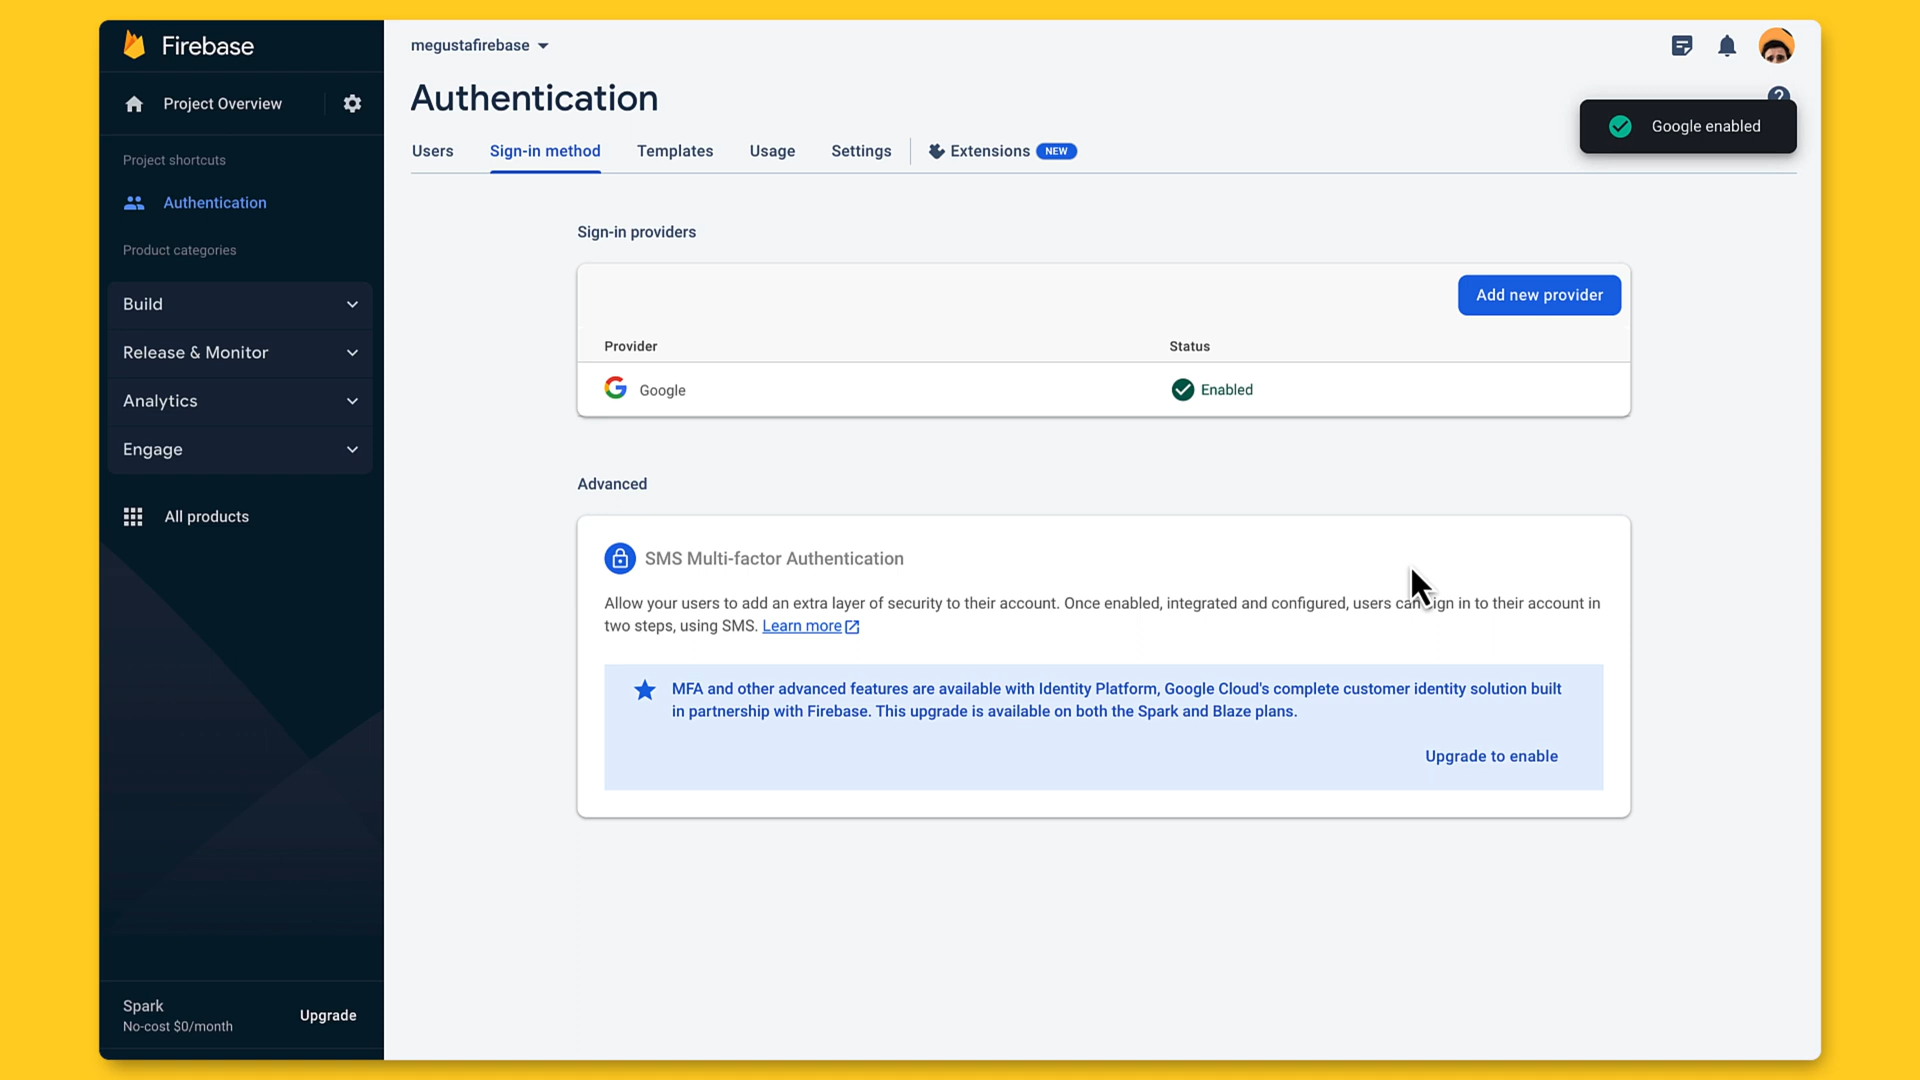 Firebase
Project Overview
Project shortcuts
Authentication
Product categories
Build
Release & Monitor
Analytics
Engage
All products
Spark
No-cost $0/month
Upgrade
megustafirebase
Authentication
Users
Sign-in method
Templates
Usage
Settings
Extensions
NEW
?
Google enabled
Sign-in providers
Add new provider
Provider
Status
Google
Enabled
Advanced
SMS Multi-factor Authentication
Allow your users to add an extra layer of security to their account. Once enabled, integrated and configured, users can sign in to their account in
two steps, using SMS. Learn more
MFA and other advanced features are available with Identity Platform, Google Cloud's complete customer identity solution built
in partnership with Firebase. This upgrade is available on both the Spark and Blaze plans.
Upgrade to enable